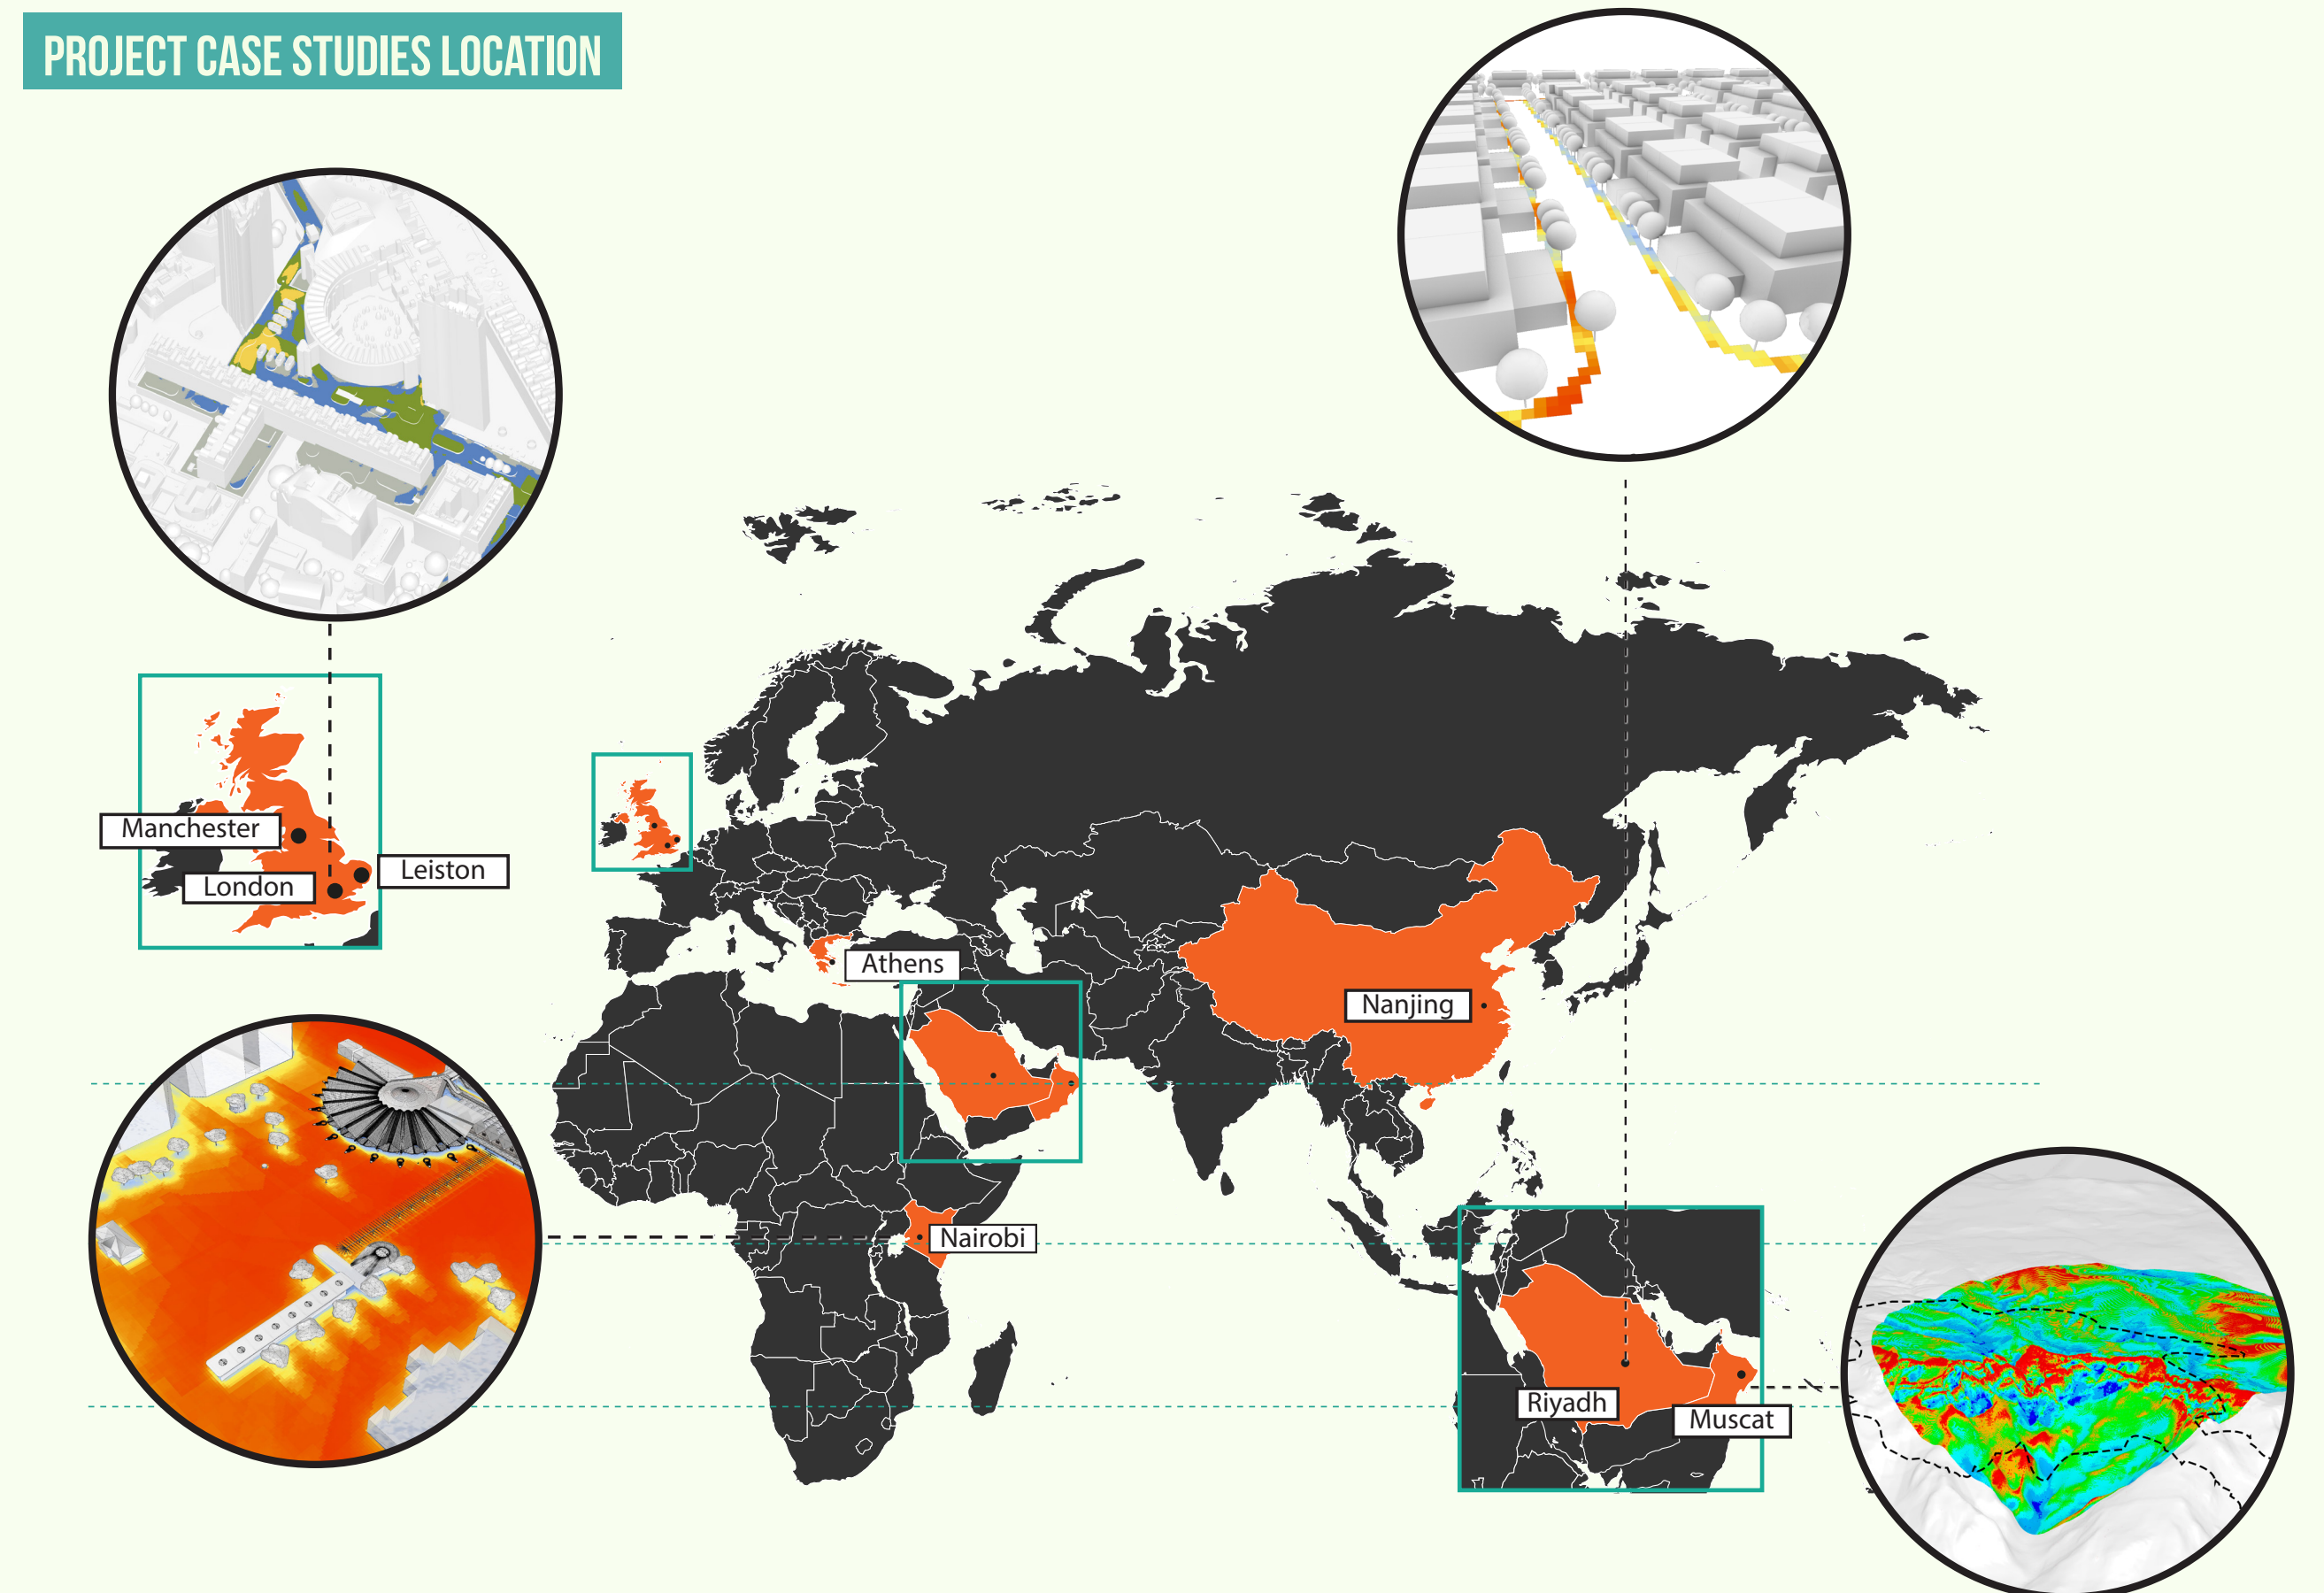 PROJECT CASE STUDIES LOCATION
Manchester
Leiston
London
Athens
Nanjing
Nairobi
Riyadh
Muscat